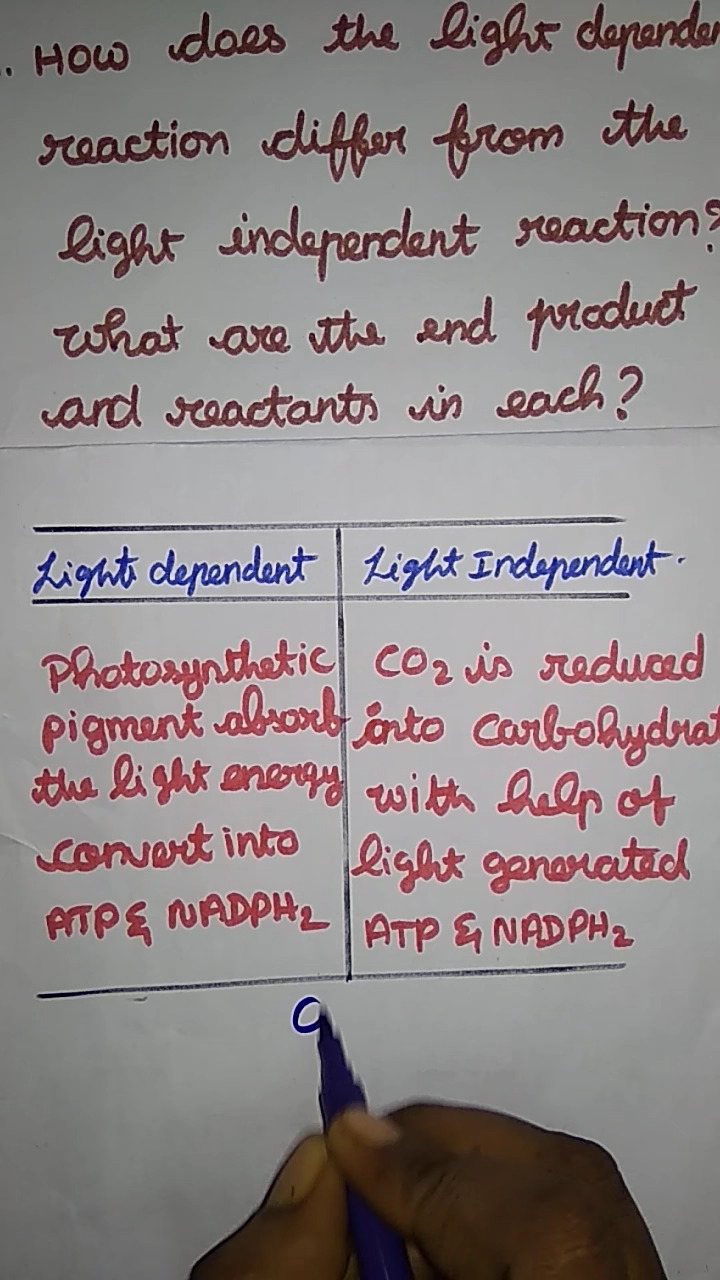 .. HOW does the light depender
reaction differ from the
light independent reaction?
what are the end product
and reactants in each?
Light dependent
Light Independent.
Photosynthetic
pigment absorb
the light energy
convert into
ATP & NADPH2
CO2 is reduced
into carbohydrat
with help of
light generated
ATP & NADPH2